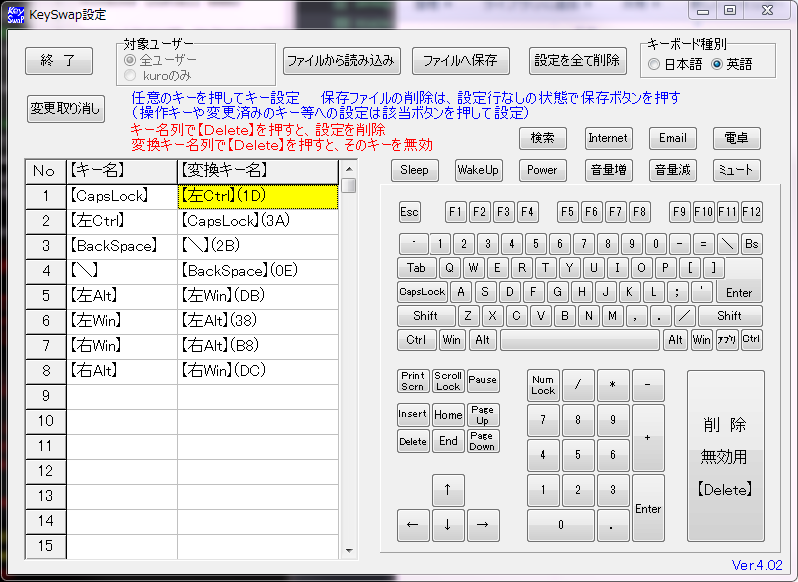 KeySwap設定
終 了
対象ユーザー
全ユーザー
kuroのみ
ファイルから読み込み
ファイルへ保存
設定を全て削除
キーボード種別
日本語
英語
変更取り消し
任意のキーを押してキー設定 保存ファイルの削除は、設定行なしの状態で保存ボタンを押す
(操作キーや変更済みのキー等への設定は該当ボタンを押して設定)
キー名列で【Delete】を押すと、設定を削除
変換キー名列で【Delete】を押すと、そのキーを無効
検索 Internet Email 電卓
Sleep WakeUp Power 音量増 音量減 ミュート
No 【キー名】 【変換キー名】
1 【CapsLock】 【左Ctrl】(1D)
2 【左Ctrl】 【CapsLock】(3A)
3 【BackSpace】 【＼】(2B)
4 【＼】 【BackSpace】(0E)
5 【左Alt】 【左Win】(DB)
6 【左Win】 【左Alt】(38)
7 【右Win】 【右Alt】(B8)
8 【右Alt】 【右Win】(DC)
9
10
11
12
13
14
15
Esc F1 F2 F3 F4 F5 F6 F7 F8 F9 F10 F11 F12
1 2 3 4 5 6 7 8 9 0 - = ＼ Bs
Tab Q W E R T Y U I O P [ ]
CapsLock A S D F G H J K L ; ' Enter
Shift Z X C V B N M , . ／ Shift
Ctrl Win Alt Alt Win アプリ Ctrl
Print Scrn Scroll Lock Pause
Insert Home Page Up
Delete End Page Down
↑
← ↓ →
Num Lock / * -
7 8 9 +
4 5 6
1 2 3 Enter
0 .
削 除
無効用
【Delete】
Ver.4.02